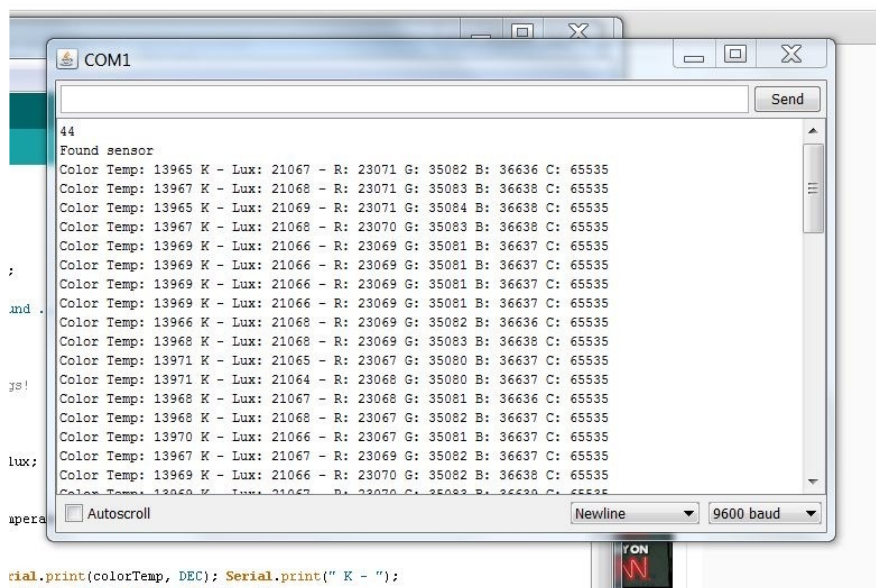 COM1
Send
44
Found sensor
Color Temp: 13965 K - Lux: 21067 - R: 23071 G: 35082 B: 36636 C: 65535
Color Temp: 13967 K - Lux: 21068 - R: 23071 G: 35083 B: 36638 C: 65535
Color Temp: 13965 K - Lux: 21069 - R: 23071 G: 35084 B: 36638 C: 65535
Color Temp: 13967 K - Lux: 21068 - R: 23070 G: 35083 B: 36638 C: 65535
Color Temp: 13969 K - Lux: 21066 - R: 23069 G: 35081 B: 36637 C: 65535
Color Temp: 13969 K - Lux: 21066 - R: 23069 G: 35081 B: 36637 C: 65535
Color Temp: 13969 K - Lux: 21066 - R: 23069 G: 35081 B: 36637 C: 65535
Color Temp: 13969 K - Lux: 21066 - R: 23069 G: 35081 B: 36637 C: 65535
Color Temp: 13966 K - Lux: 21068 - R: 23069 G: 35082 B: 36636 C: 65535
Color Temp: 13968 K - Lux: 21068 - R: 23069 G: 35083 B: 36638 C: 65535
Color Temp: 13971 K - Lux: 21065 - R: 23067 G: 35080 B: 36637 C: 65535
Color Temp: 13971 K - Lux: 21064 - R: 23068 G: 35080 B: 36637 C: 65535
Color Temp: 13968 K - Lux: 21067 - R: 23068 G: 35081 B: 36636 C: 65535
Color Temp: 13968 K - Lux: 21068 - R: 23067 G: 35082 B: 36637 C: 65535
Color Temp: 13970 K - Lux: 21066 - R: 23067 G: 35081 B: 36637 C: 65535
Color Temp: 13967 K - Lux: 21067 - R: 23069 G: 35082 B: 36637 C: 65535
Color Temp: 13969 K - Lux: 21066 - R: 23070 G: 35082 B: 36638 C: 65535
Autoscroll
Newline
9600 baud
;
und .
gs!
lux;
mpera
rial.print(colorTemp, DEC); Serial.print(" K - ");
Y ON